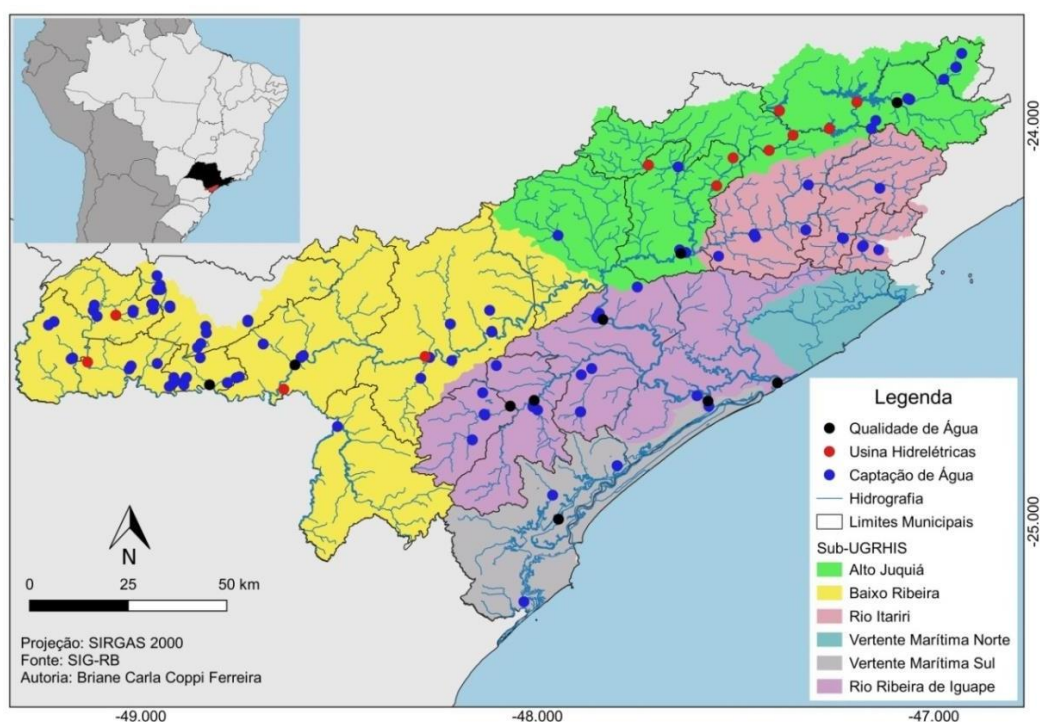 -24.000
Legenda
Qualidade de Água
Usina Hidrelétricas
Captação de Água
Hidrografia
Limites Municipais
Sub-UGRHIS
Alto Juquiá
Baixo Ribeira
Rio Itariri
Vertente Marítima Norte
Vertente Marítima Sul
Rio Ribeira de Iguape
-25.000
N
0 25 50 km
Projeção: SIRGAS 2000
Fonte: SIG-RB
Autoria: Briane Carla Coppi Ferreira
-49.000 -48.000 -47.000